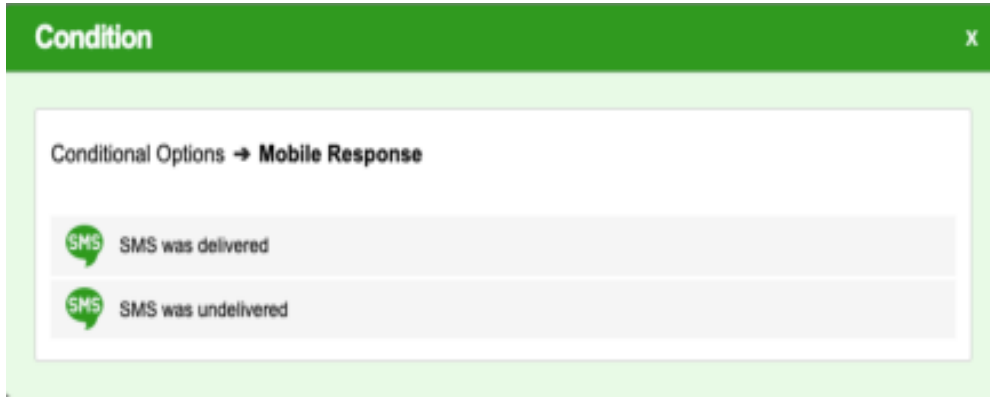 Condition x
Conditional Options ➔ Mobile Response
SMS SMS was delivered
SMS SMS was undelivered